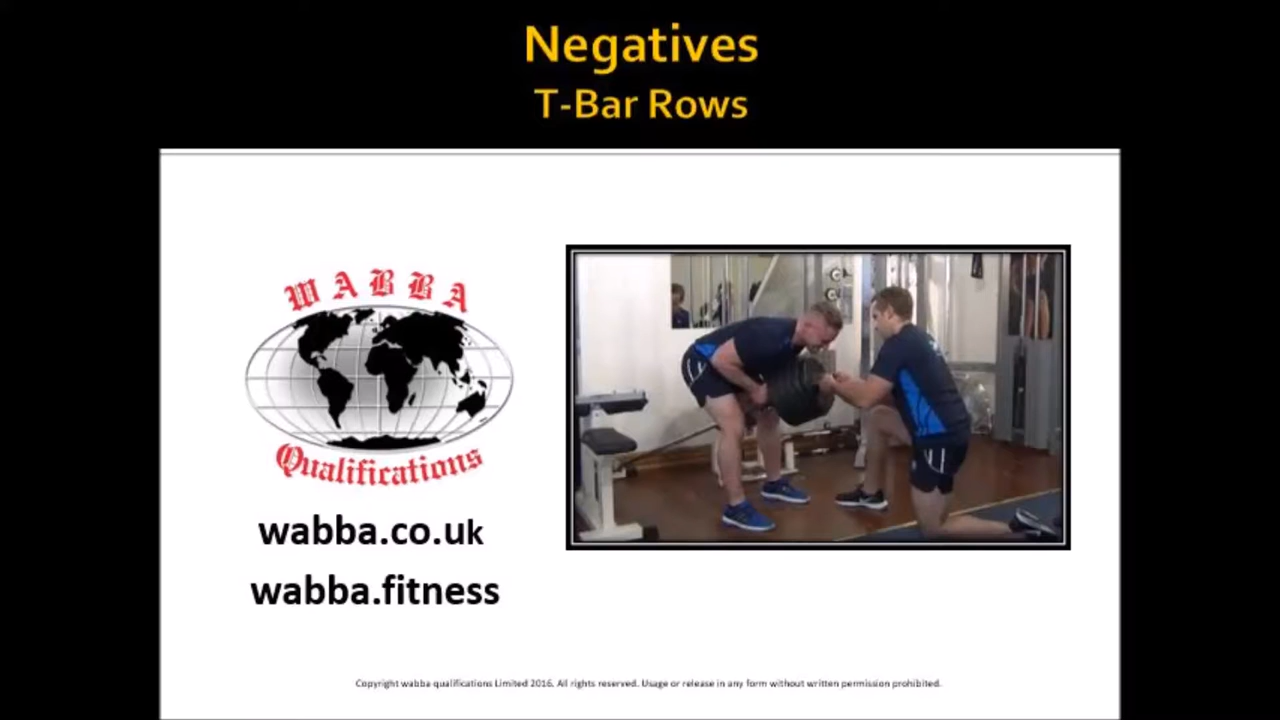 Negatives
T-Bar Rows
WABBA
Qualifications
wabba.co.uk
wabba.fitness
Copyright wabba qualifications Limited 2016. All rights reserved. Usage or release in any form without written permission prohibited.